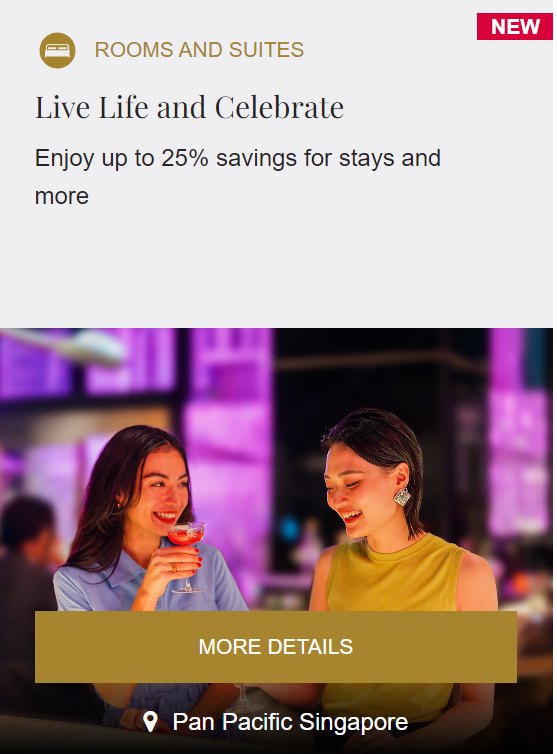 NEW
ROOMS AND SUITES
Live Life and Celebrate
Enjoy up to 25% savings for stays and
more
MORE DETAILS
Pan Pacific Singapore